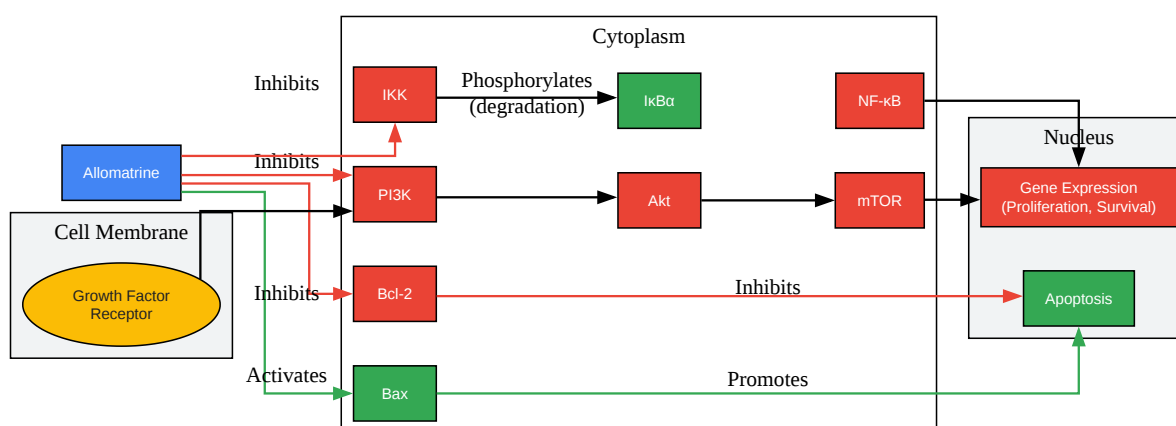 Cytoplasm
Inhibits
IKK
Phosphorylates
(degradation)
IκBα
NF-κB
Nucleus
Allomatrine
Inhibits
PI3K
Akt
mTOR
Gene Expression
(Proliferation, Survival)
Cell Membrane
Growth Factor
Receptor
Inhibits
Bcl-2
Inhibits
Apoptosis
Activates
Bax
Promotes